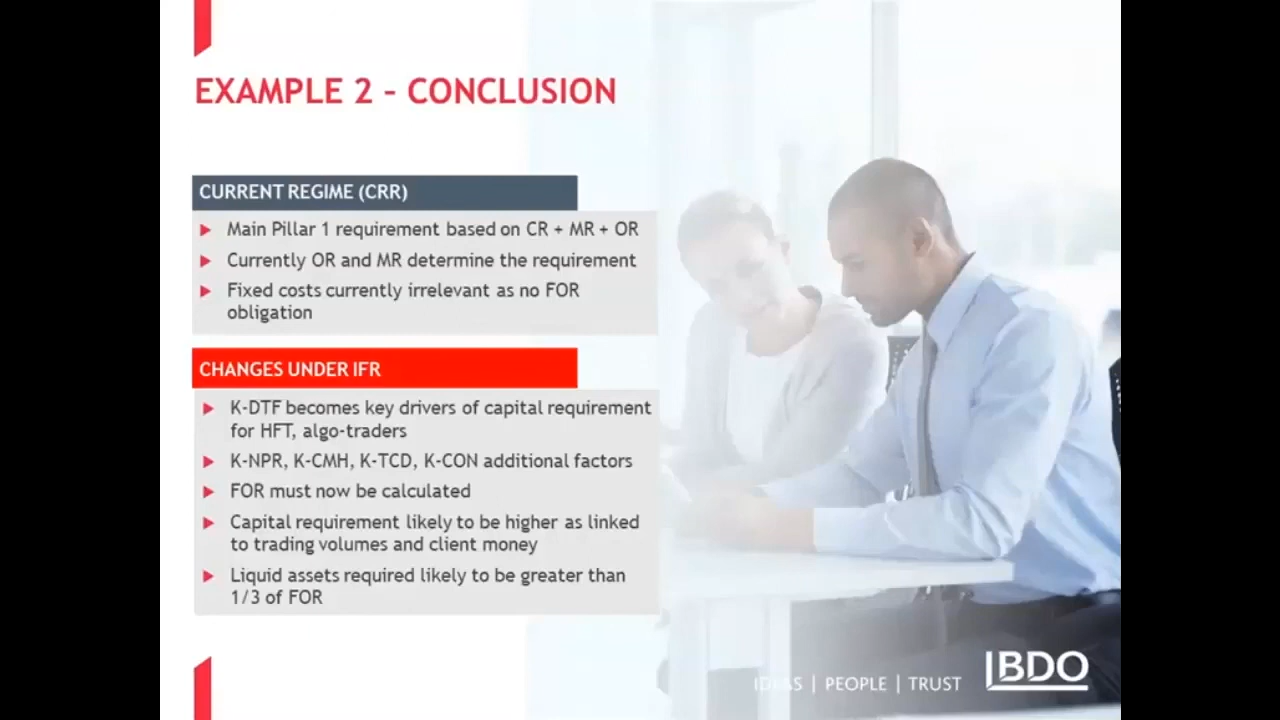 EXAMPLE 2 – CONCLUSION
CURRENT REGIME (CRR)
Main Pillar 1 requirement based on CR + MR + OR
Currently OR and MR determine the requirement
Fixed costs currently irrelevant as no FOR
obligation
CHANGES UNDER IFR
K-DTF becomes key drivers of capital requirement
for HFT, algo-traders
K-NPR, K-CMH, K-TCD, K-CON additional factors
FOR must now be calculated
Capital requirement likely to be higher as linked
to trading volumes and client money
Liquid assets required likely to be greater than
1/3 of FOR
IDEAS | PEOPLE | TRUST
BDO